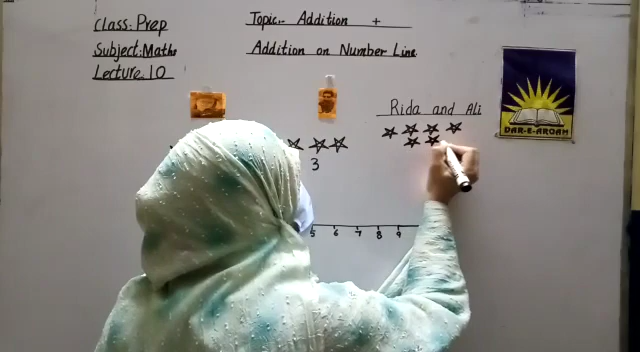 Class: Prep
Subject: Maths
Lecture. 10
Topic:- Addition +
Addition on Number Line.
Rida and Ali
3
5 6 7 8 9
DAR-E-ARQAM